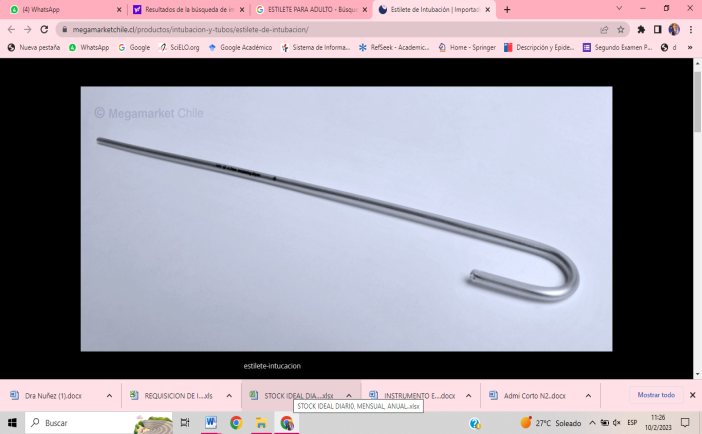 (4) WhatsApp
Resultados de la búsqueda de im
ESTILETE PARA ADULTO - Búsqu
Estilete de Intubación | Importad
megamarketchile.cl/productos/intubacion-y-tubos/estilete-de-intubacion/
Nueva pestaña
WhatsApp
Google
SciELO.org
Google Académico
Sistema de Informa...
RefSeek - Academic...
Home - Springer
Descripción y Epide...
Segundo Examen P...
d
»
© Megamarket Chile
estilete-intucacion
Dra Nuñez (1).docx
REQUISICION DE I....xls
STOCK IDEAL DIA....xlsx
INSTRUMENTO E....docx
Admi Corto N2..docx
Mostrar todo
STOCK IDEAL DIARIO, MENSUAL, ANUAL..xlsx
Buscar
27°C Soleado
ESP
11:26
10/2/2023